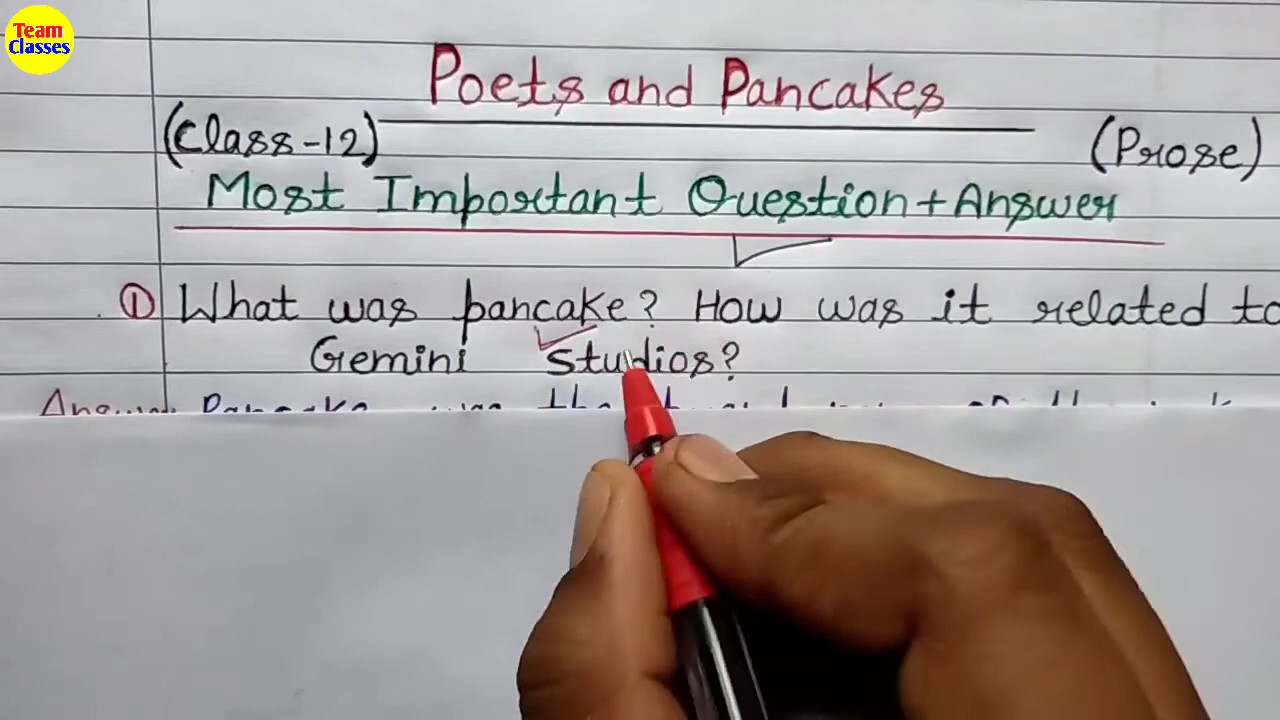 Team
Classes
Poets and Pancakes
(Class-12)
(Prose)
Most Important Question+Answer
① What was pancake? How was it related to
Gemini Studios?